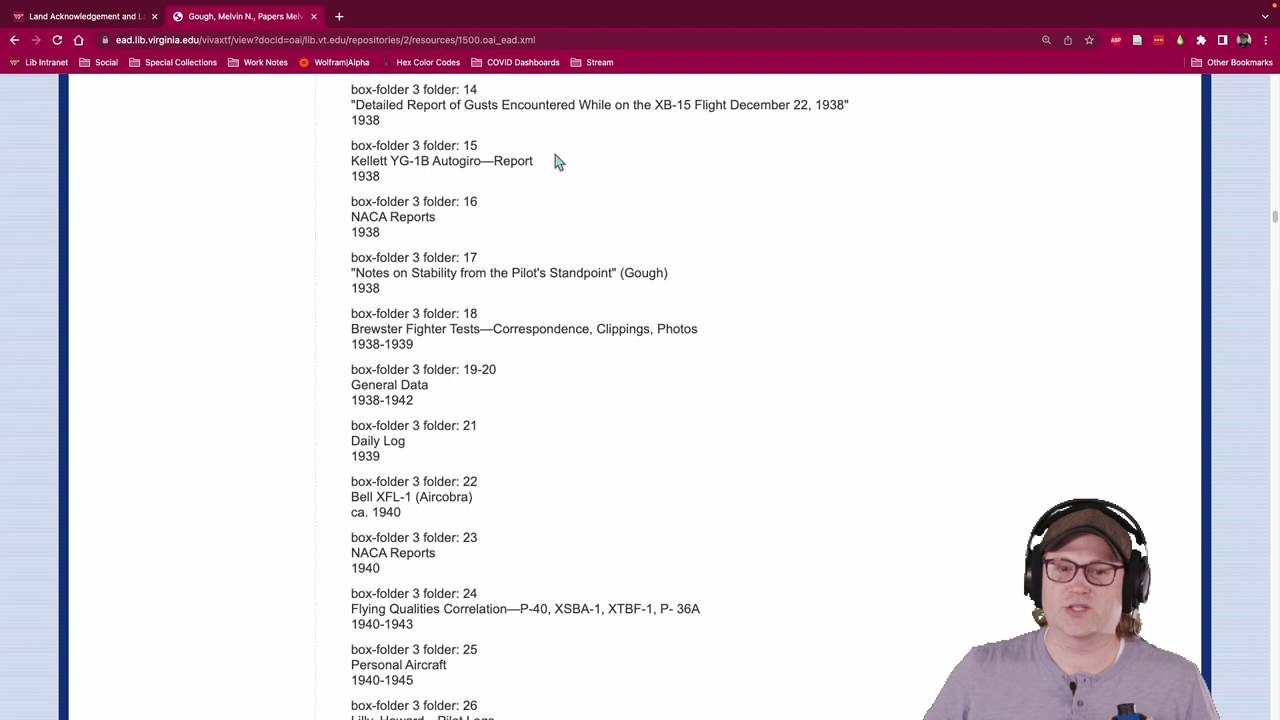 Land Acknowledgement and La
Gough, Melvin N., Papers Melv
ead.lib.virginia.edu/vivaxtf/view?docId=oai/lib.vt.edu/repositories/2/resources/1500.oai_ead.xml
ABP
Lib Intranet
Social
Special Collections
Work Notes
Wolfram|Alpha
Hex Color Codes
COVID Dashboards
Stream
Other Bookmarks
box-folder 3 folder: 14
"Detailed Report of Gusts Encountered While on the XB-15 Flight December 22, 1938"
1938
box-folder 3 folder: 15
Kellett YG-1B Autogiro—Report
1938
box-folder 3 folder: 16
NACA Reports
1938
box-folder 3 folder: 17
"Notes on Stability from the Pilot's Standpoint" (Gough)
1938
box-folder 3 folder: 18
Brewster Fighter Tests—Correspondence, Clippings, Photos
1938-1939
box-folder 3 folder: 19-20
General Data
1938-1942
box-folder 3 folder: 21
Daily Log
1939
box-folder 3 folder: 22
Bell XFL-1 (Aircobra)
ca. 1940
box-folder 3 folder: 23
NACA Reports
1940
box-folder 3 folder: 24
Flying Qualities Correlation—P-40, XSBA-1, XTBF-1, P- 36A
1940-1943
box-folder 3 folder: 25
Personal Aircraft
1940-1945
box-folder 3 folder: 26
Lilly, Howard—Pilot Logs